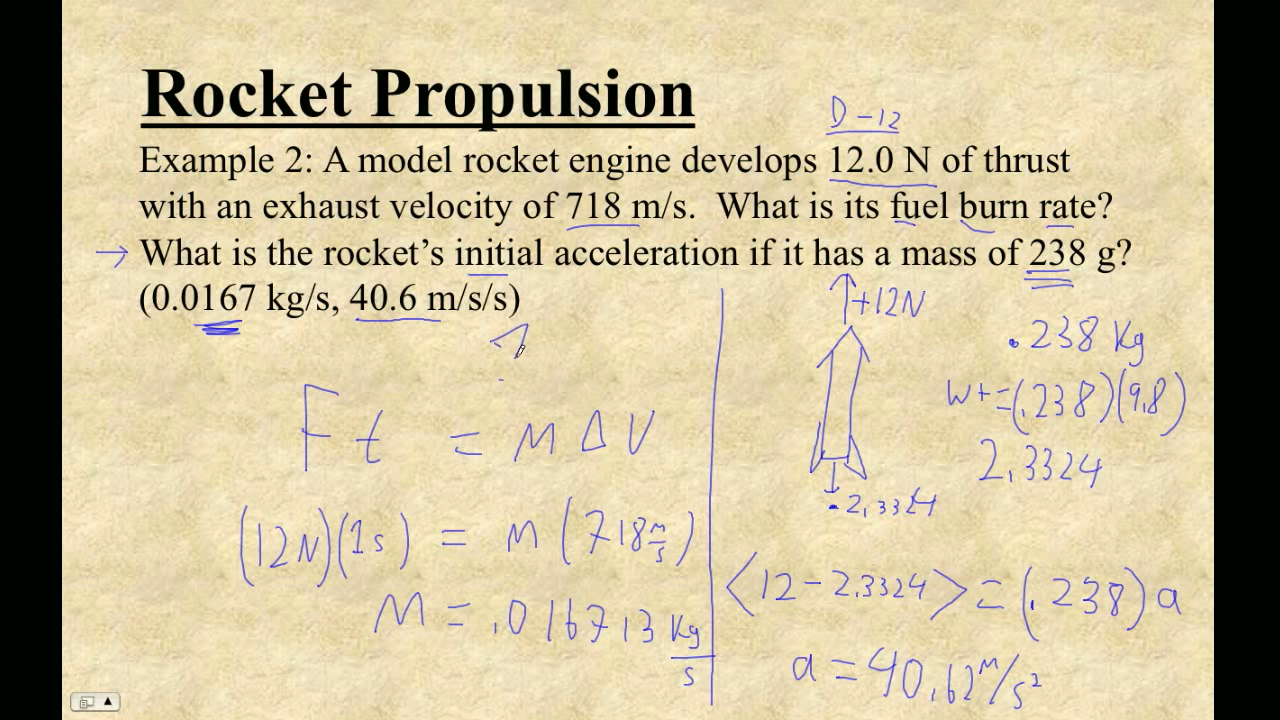 Rocket Propulsion
D-12
Example 2: A model rocket engine develops 12.0 N of thrust
with an exhaust velocity of 718 m/s. What is its fuel burn rate?
→ What is the rocket's initial acceleration if it has a mass of 238 g?
(0.0167 kg/s, 40.6 m/s/s)
Ft = m Δ V
(12N)(1s) = m (718 m/s)
M = .016713 kg/s
+12N
.238 Kg
wt=(.238)(9.8)
2.3324
-2.3324
<12-2.3324> = (.238)a
a = 40.62 m/s²